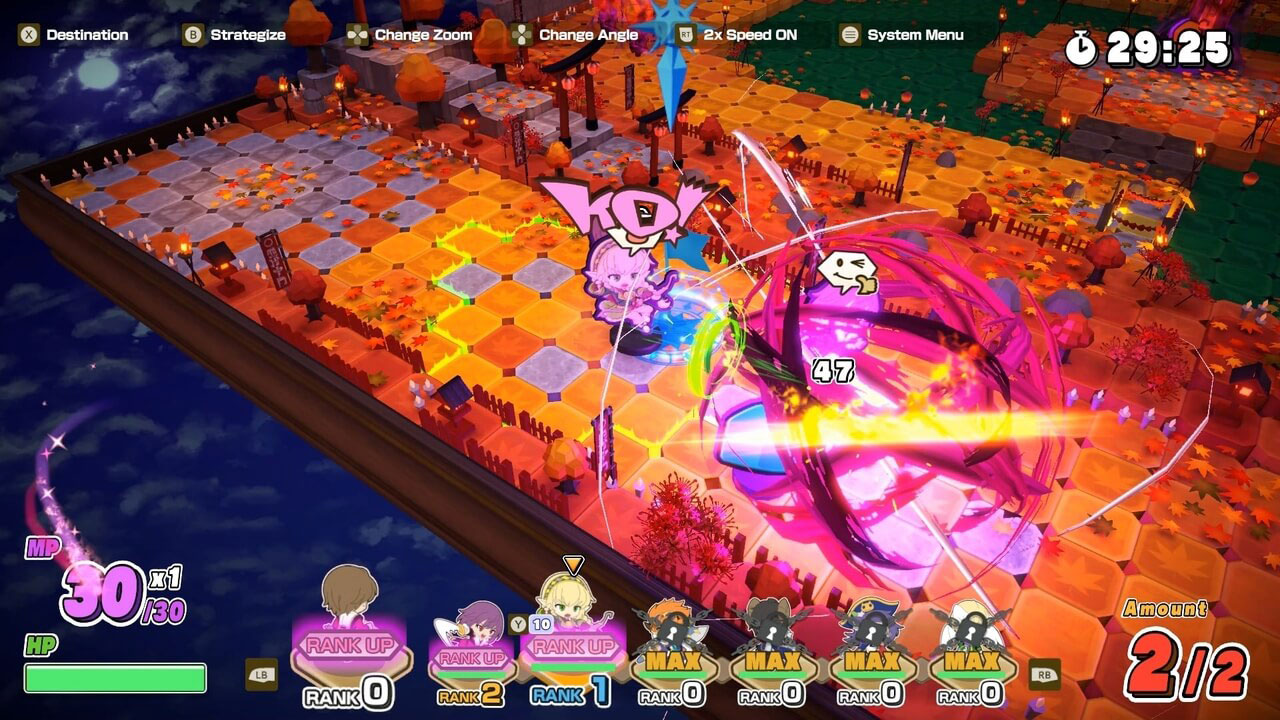 X Destination
B Strategize
Change Zoom
Change Angle
RT 2x Speed ON
System Menu
29:25
KO
47
MP
30 x1
/30
HP
LB
RANK UP
RANK 0
RANK UP
RANK 2
Y 10
RANK UP
RANK 1
MAX
RANK 0
MAX
RANK 0
MAX
RANK 0
MAX
RANK 0
RB
Amount
2/2